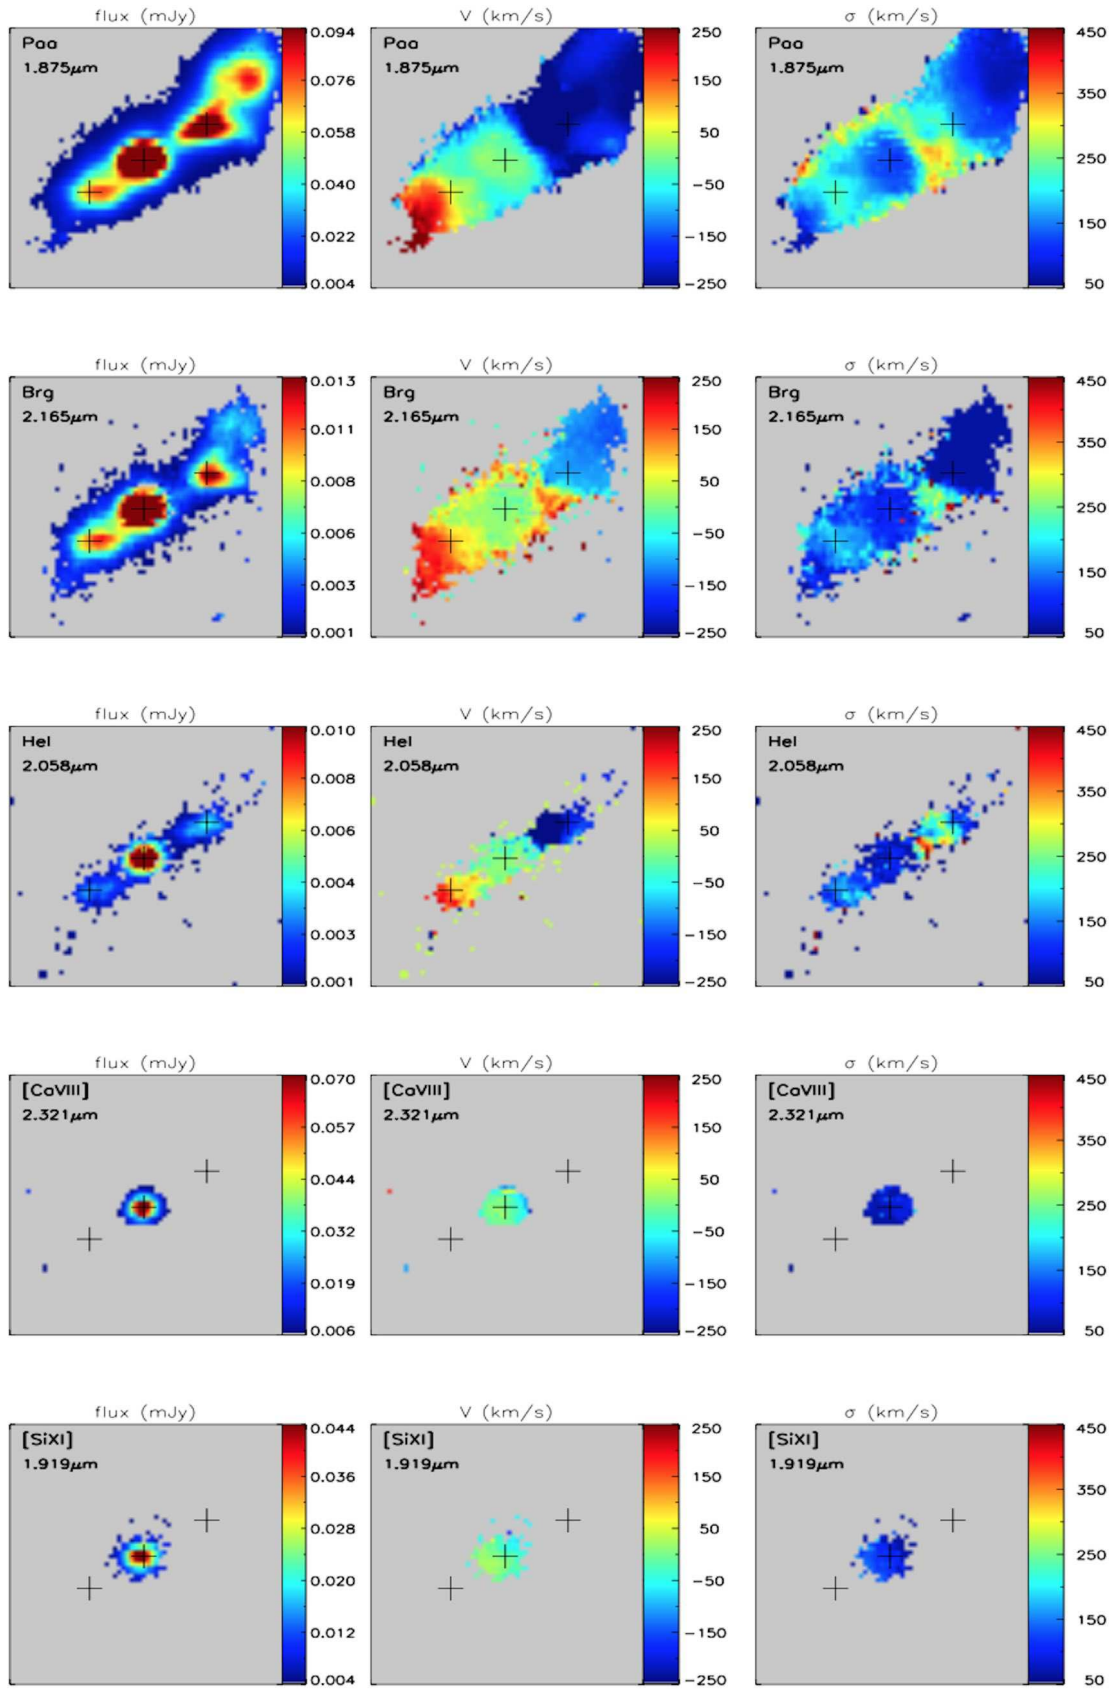 flux (mJy) V (km/s) σ (km/s)
Paa 0.094 Paa 250 Paa 450
1.875μm 1.875μm 1.875μm
0.076 150 350
0.058 50 250
0.040 −50
0.022 −150 150
0.004 −250 50
flux (mJy) V (km/s) σ (km/s)
Brg 0.013 Brg 250 Brg 450
2.165μm 2.165μm 2.165μm
0.011 150 350
0.008 50 250
0.006 −50
0.003 −150 150
0.001 −250 50
flux (mJy) V (km/s) σ (km/s)
HeI 0.010 HeI 250 HeI 450
2.058μm 2.058μm 2.058μm
0.008 150 350
0.006 50 250
0.004 −50
0.003 −150 150
0.001 −250 50
flux (mJy) V (km/s) σ (km/s)
[CaVIII] 0.070 [CaVIII] 250 [CaVIII] 450
2.321μm 2.321μm 2.321μm
0.057 150 350
0.044 50 250
0.032 −50
0.019 −150 150
0.006 −250 50
flux (mJy) V (km/s) σ (km/s)
[SiXI] 0.044 [SiXI] 250 [SiXI] 450
1.919μm 1.919μm 1.919μm
0.036 150 350
0.028 50 250
0.020 −50
0.012 −150 150
0.004 −250 50